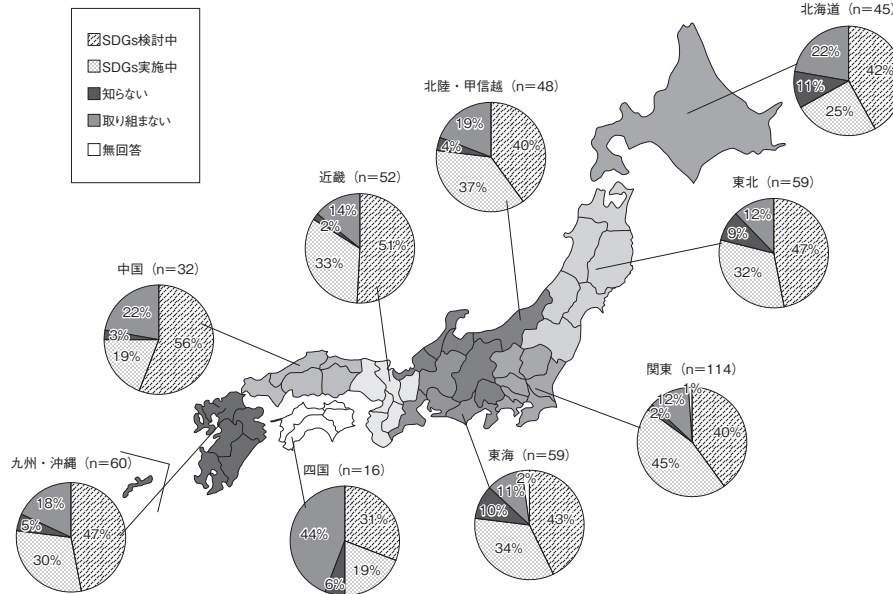 SDGs検討中
SDGs実施中
知らない
取り組まない
無回答
北海道（n=45）
22%
42%
11%
25%
北陸・甲信越（n=48）
19%
40%
4%
37%
東北（n=59）
12%
9%
47%
32%
近畿（n=52）
14%
2%
51%
33%
中国（n=32）
22%
3%
56%
19%
関東（n=114）
1%
12%
2%
40%
45%
九州・沖縄（n=60）
18%
5%
47%
30%
四国（n=16）
44%
31%
19%
6%
東海（n=59）
2%
11%
10%
43%
34%